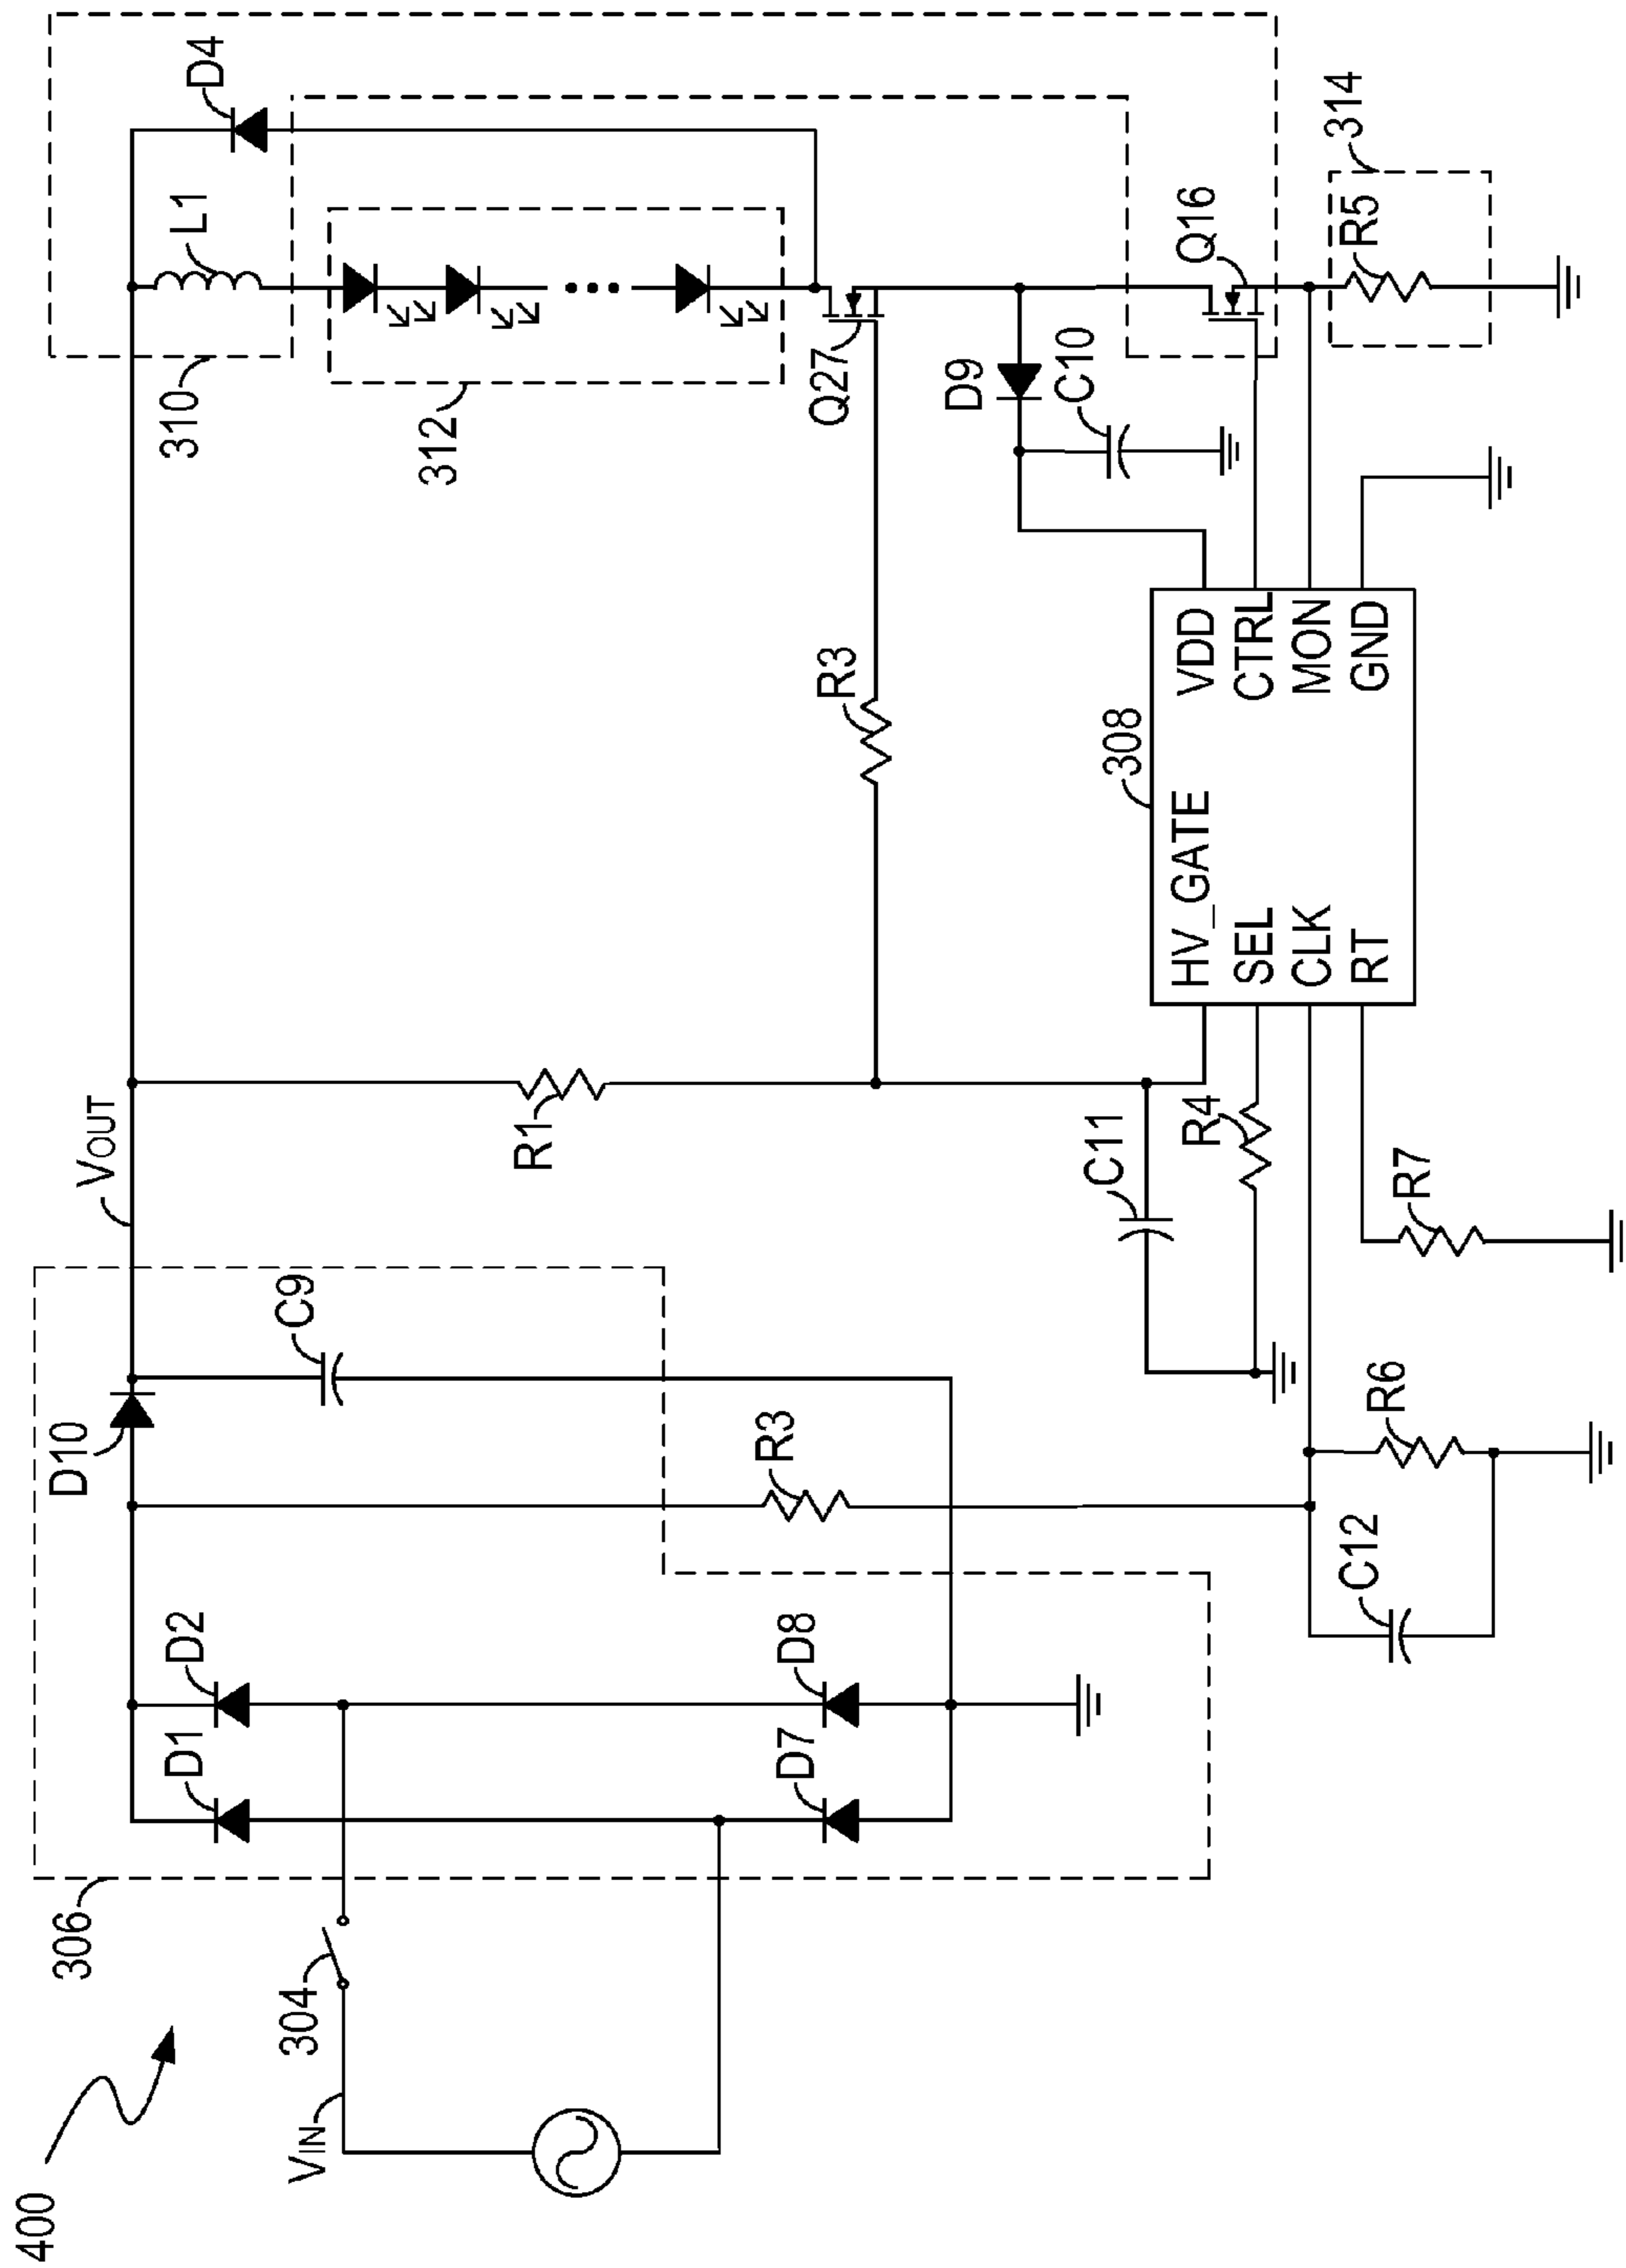 400
VIN
304
306
D1
D2
D7
D8
D10
C9
R3
C12
R6
VOUT
R1
C11
R4
R7
R3
308
HV_GATE
SEL
CLK
RT
VDD
CTRL
MON
GND
310
L1
D4
312
Q27
D9
C10
Q16
R5
314